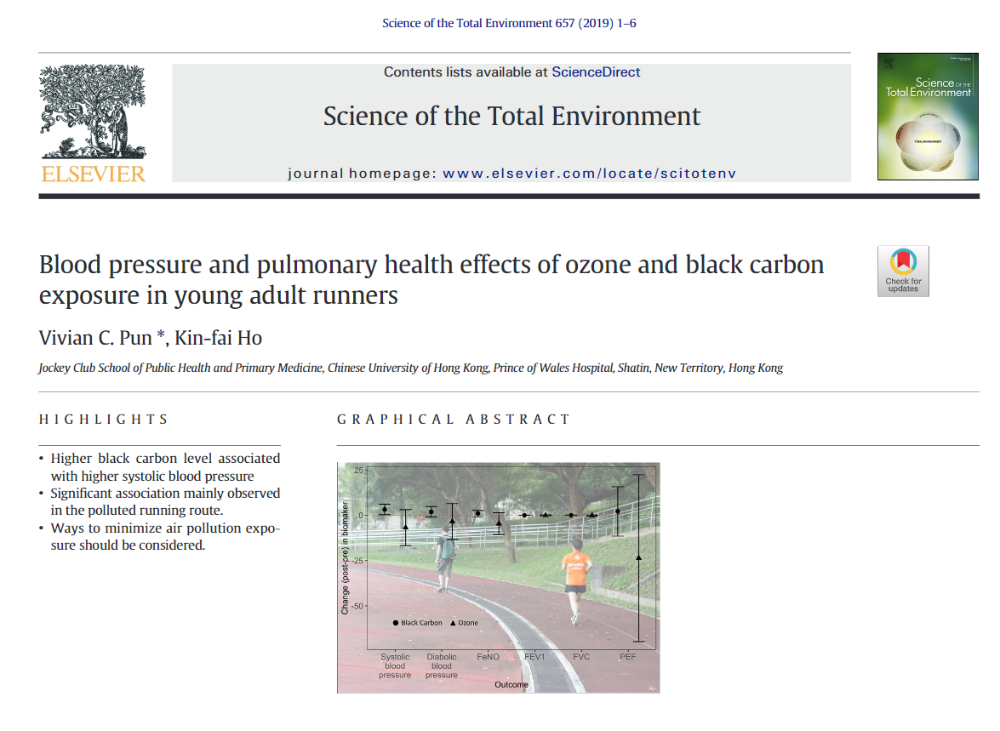 Science of the Total Environment 657 (2019) 1–6
Contents lists available at ScienceDirect
Science of the Total Environment
journal homepage: www.elsevier.com/locate/scitotenv
ELSEVIER
Science OF THE
Total Environment
TOTAL ENVIRONMENT
Blood pressure and pulmonary health effects of ozone and black carbon
exposure in young adult runners
Check for
updates
Vivian C. Pun *, Kin-fai Ho
Jockey Club School of Public Health and Primary Medicine, Chinese University of Hong Kong, Prince of Wales Hospital, Shatin, New Territory, Hong Kong
HIGHLIGHTS
• Higher black carbon level associated
with higher systolic blood pressure
• Significant association mainly observed
in the polluted running route.
• Ways to minimize air pollution expo-
sure should be considered.
GRAPHICAL ABSTRACT
Change (post-pre) in biomaker
25
0
-25
-50
Black Carbon Ozone
Systolic
blood
pressure
Diabolic
blood
pressure
FeNO
FEV1
FVC
PEF
Outcome